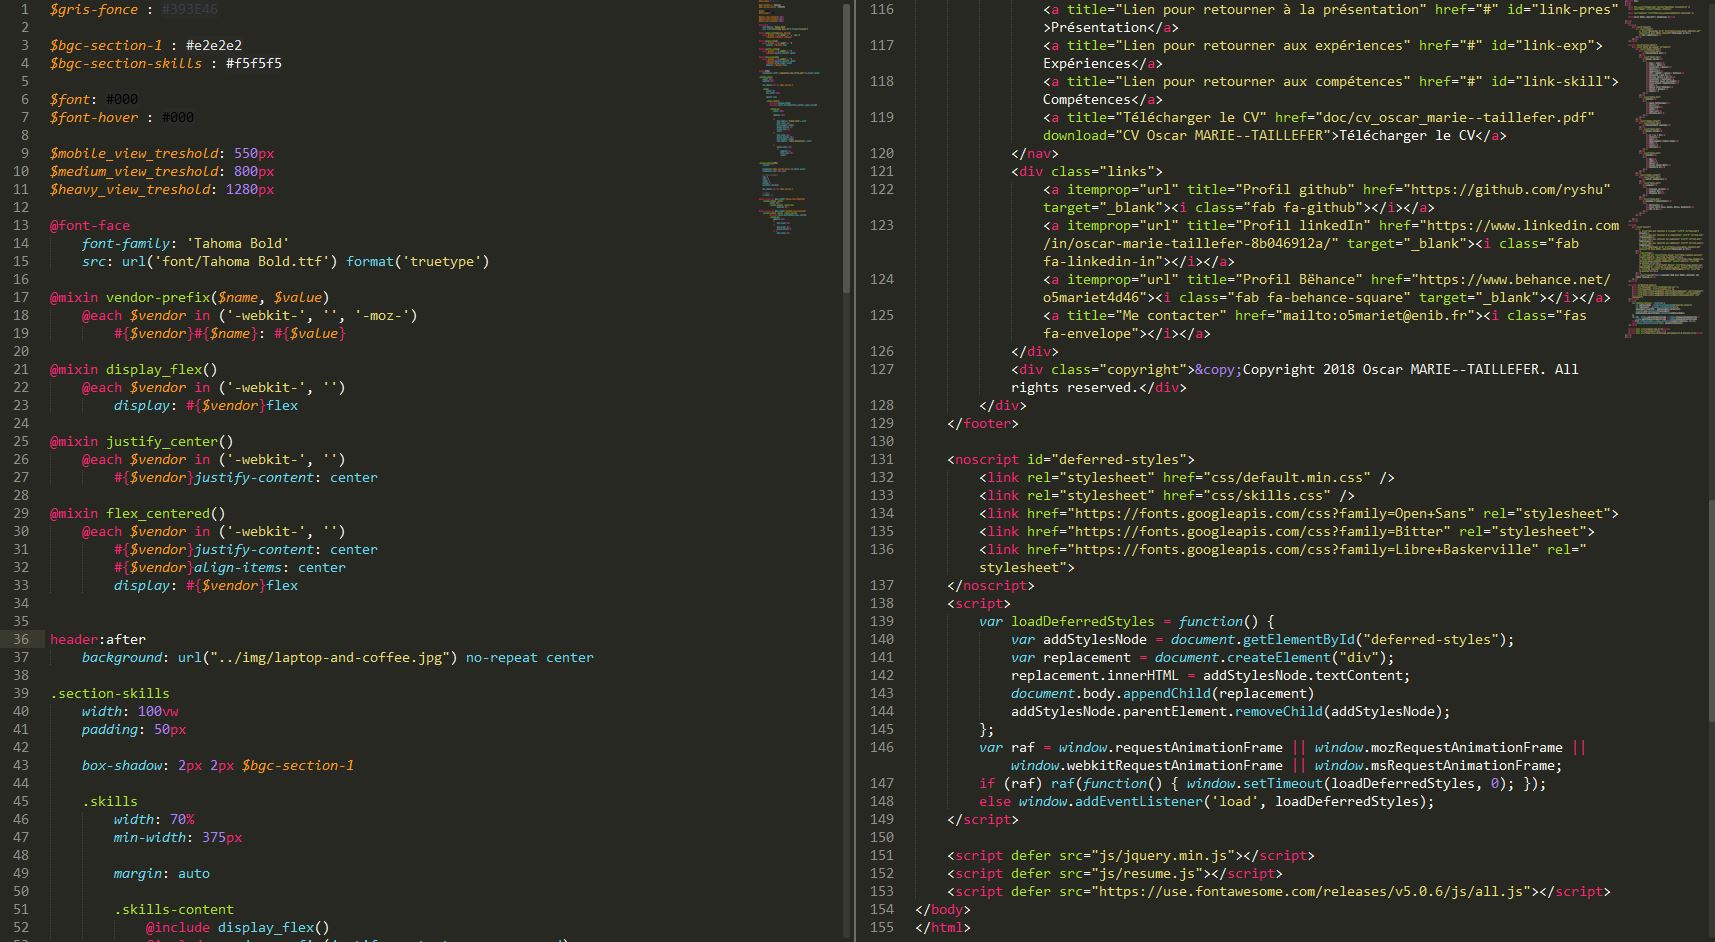 1 $gris-fonce : #393E46
2
3 $bgc-section-1 : #e2e2e2
4 $bgc-section-skills : #f5f5f5
5
6 $font: #000
7 $font-hover : #000
8
9 $mobile_view_treshold: 550px
10 $medium_view_treshold: 800px
11 $heavy_view_treshold: 1280px
12
13 @font-face
14 font-family: 'Tahoma Bold'
15 src: url('font/Tahoma Bold.ttf') format('truetype')
16
17 @mixin vendor-prefix($name, $value)
18 @each $vendor in ('-webkit-', '', '-moz-')
19 #{$vendor}#{$name}: #{$value}
20
21 @mixin display_flex()
22 @each $vendor in ('-webkit-', '')
23 display: #{$vendor}flex
24
25 @mixin justify_center()
26 @each $vendor in ('-webkit-', '')
27 #{$vendor}justify-content: center
28
29 @mixin flex_centered()
30 @each $vendor in ('-webkit-', '')
31 #{$vendor}justify-content: center
32 #{$vendor}align-items: center
33 display: #{$vendor}flex
34
35
36 header:after
37 background: url("../img/laptop-and-coffee.jpg") no-repeat center
38
39 .section-skills
40 width: 100vw
41 padding: 50px
42
43 box-shadow: 2px 2px $bgc-section-1
44
45 .skills
46 width: 70%
47 min-width: 375px
48
49 margin: auto
50
51 .skills-content
52 @include display_flex()
116 <a title="Lien pour retourner à la présentation" href="#" id="link-pres"
>Présentation</a>
117 <a title="Lien pour retourner aux expériences" href="#" id="link-exp">
Expériences</a>
118 <a title="Lien pour retourner aux compétences" href="#" id="link-skill">
Compétences</a>
119 <a title="Télécharger le CV" href="doc/cv_oscar_marie--taillefer.pdf"
download="CV Oscar MARIE--TAILLEFER">Télécharger le CV</a>
120 </nav>
121 <div class="links">
122 <a itemprop="url" title="Profil github" href="https://github.com/ryshu"
target="_blank"><i class="fab fa-github"></i></a>
123 <a itemprop="url" title="Profil linkedIn" href="https://www.linkedin.com
/in/oscar-marie-taillefer-8b046912a/" target="_blank"><i class="fab
fa-linkedin-in"></i></a>
124 <a itemprop="url" title="Profil Bëhance" href="https://www.behance.net/
o5mariet4d46"><i class="fab fa-behance-square" target="_blank"></i></a>
125 <a title="Me contacter" href="mailto:o5mariet@enib.fr"><i class="fas
fa-envelope"></i></a>
126 </div>
127 <div class="copyright">&copy;Copyright 2018 Oscar MARIE--TAILLEFER. All
rights reserved.</div>
128 </div>
129 </footer>
130
131 <noscript id="deferred-styles">
132 <link rel="stylesheet" href="css/default.min.css" />
133 <link rel="stylesheet" href="css/skills.css" />
134 <link href="https://fonts.googleapis.com/css?family=Open+Sans" rel="stylesheet">
135 <link href="https://fonts.googleapis.com/css?family=Bitter" rel="stylesheet">
136 <link href="https://fonts.googleapis.com/css?family=Libre+Baskerville" rel="
stylesheet">
137 </noscript>
138 <script>
139 var loadDeferredStyles = function() {
140 var addStylesNode = document.getElementById("deferred-styles");
141 var replacement = document.createElement("div");
142 replacement.innerHTML = addStylesNode.textContent;
143 document.body.appendChild(replacement)
144 addStylesNode.parentElement.removeChild(addStylesNode);
145 };
146 var raf = window.requestAnimationFrame || window.mozRequestAnimationFrame ||
window.webkitRequestAnimationFrame || window.msRequestAnimationFrame;
147 if (raf) raf(function() { window.setTimeout(loadDeferredStyles, 0); });
148 else window.addEventListener('load', loadDeferredStyles);
149 </script>
150
151 <script defer src="js/jquery.min.js"></script>
152 <script defer src="js/resume.js"></script>
153 <script defer src="https://use.fontawesome.com/releases/v5.0.6/js/all.js"></script>
154 </body>
155 </html>